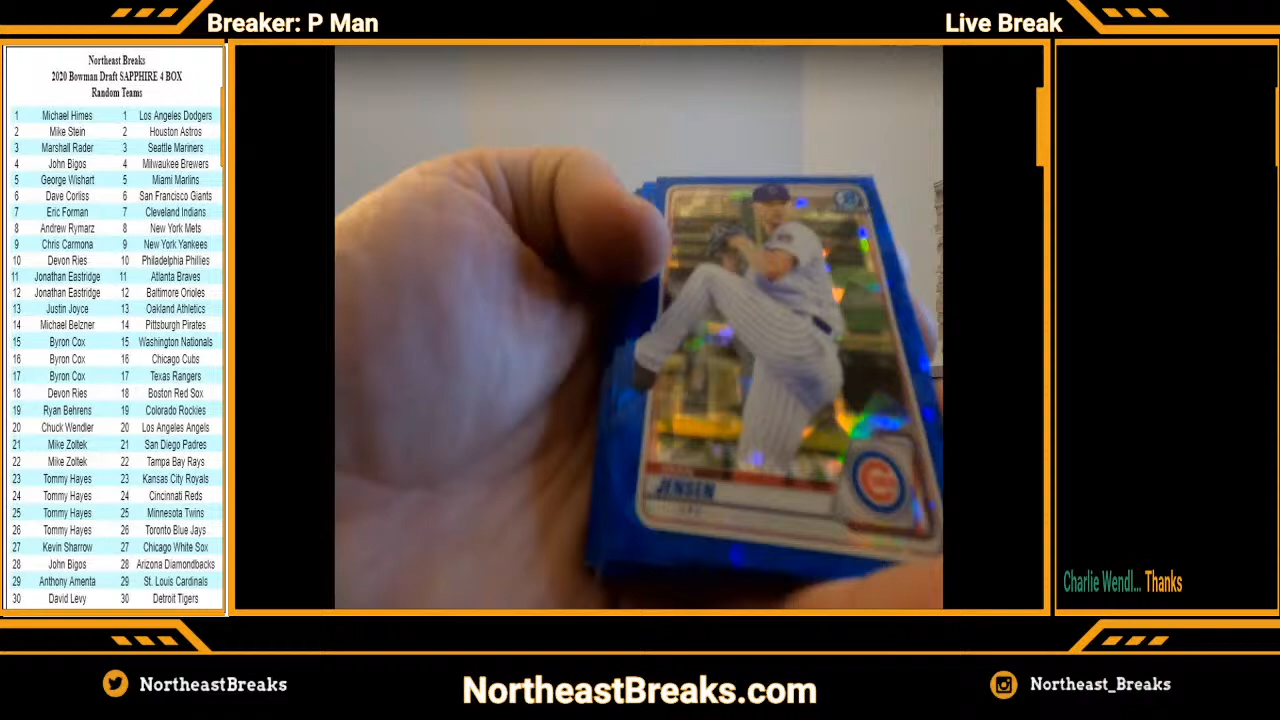 Breaker: P Man
Live Break
Northeast Breaks
2020 Bowman Draft SAPPHIRE 4 BOX
Random Teams
1 Michael Himes 1 Los Angeles Dodgers
2 Mike Stein 2 Houston Astros
3 Marshall Rader 3 Seattle Mariners
4 John Bigos 4 Milwaukee Brewers
5 George Wishart 5 Miami Marlins
6 Dave Corliss 6 San Francisco Giants
7 Eric Forman 7 Cleveland Indians
8 Andrew Rymarz 8 New York Mets
9 Chris Carmona 9 New York Yankees
10 Devon Ries 10 Philadelphia Phillies
11 Jonathan Eastridge 11 Atlanta Braves
12 Jonathan Eastridge 12 Baltimore Orioles
13 Justin Joyce 13 Oakland Athletics
14 Michael Belzner 14 Pittsburgh Pirates
15 Byron Cox 15 Washington Nationals
16 Byron Cox 16 Chicago Cubs
17 Byron Cox 17 Texas Rangers
18 Devon Ries 18 Boston Red Sox
19 Ryan Behrens 19 Colorado Rockies
20 Chuck Wendler 20 Los Angeles Angels
21 Mike Zoltek 21 San Diego Padres
22 Mike Zoltek 22 Tampa Bay Rays
23 Tommy Hayes 23 Kansas City Royals
24 Tommy Hayes 24 Cincinnati Reds
25 Tommy Hayes 25 Minnesota Twins
26 Tommy Hayes 26 Toronto Blue Jays
27 Kevin Sharrow 27 Chicago White Sox
28 John Bigos 28 Arizona Diamondbacks
29 Anthony Amenta 29 St. Louis Cardinals
30 David Levy 30 Detroit Tigers
JENSEN
C
Charlie Wendl... Thanks
NortheastBreaks
NortheastBreaks.com
Northeast_Breaks